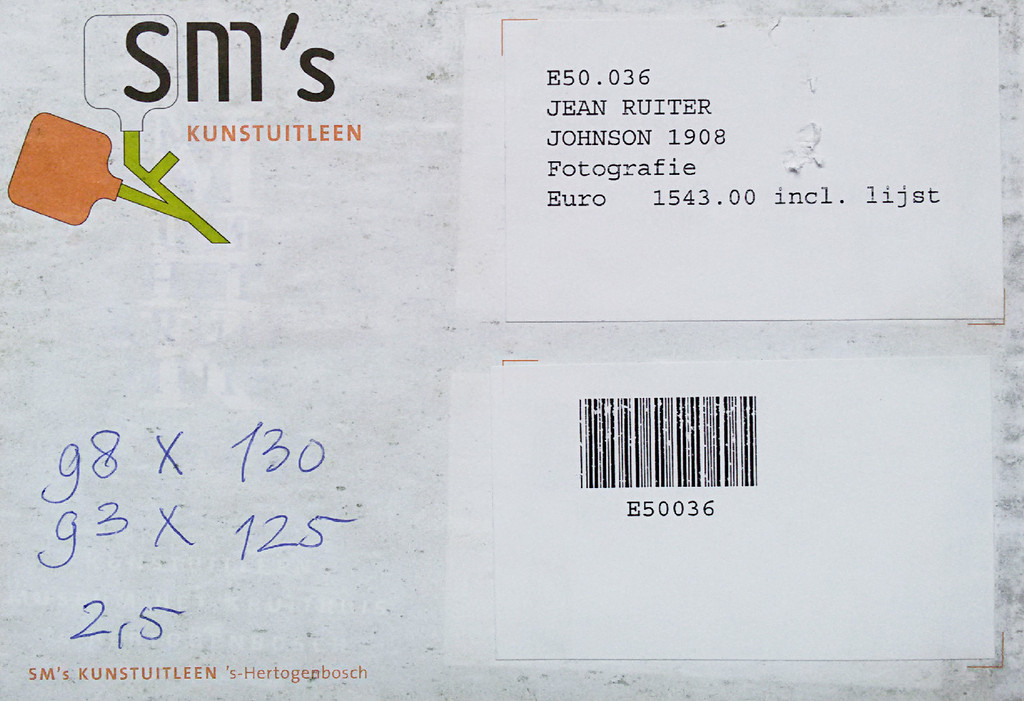 SM's
KUNSTUITLEEN
E50.036
JEAN RUITER
JOHNSON 1908
Fotografie
Euro 1543.00 incl. lijst
E50036
98 X 130
93 X 125
2,5
SM's KUNSTUITLEEN 's-Hertogenbosch